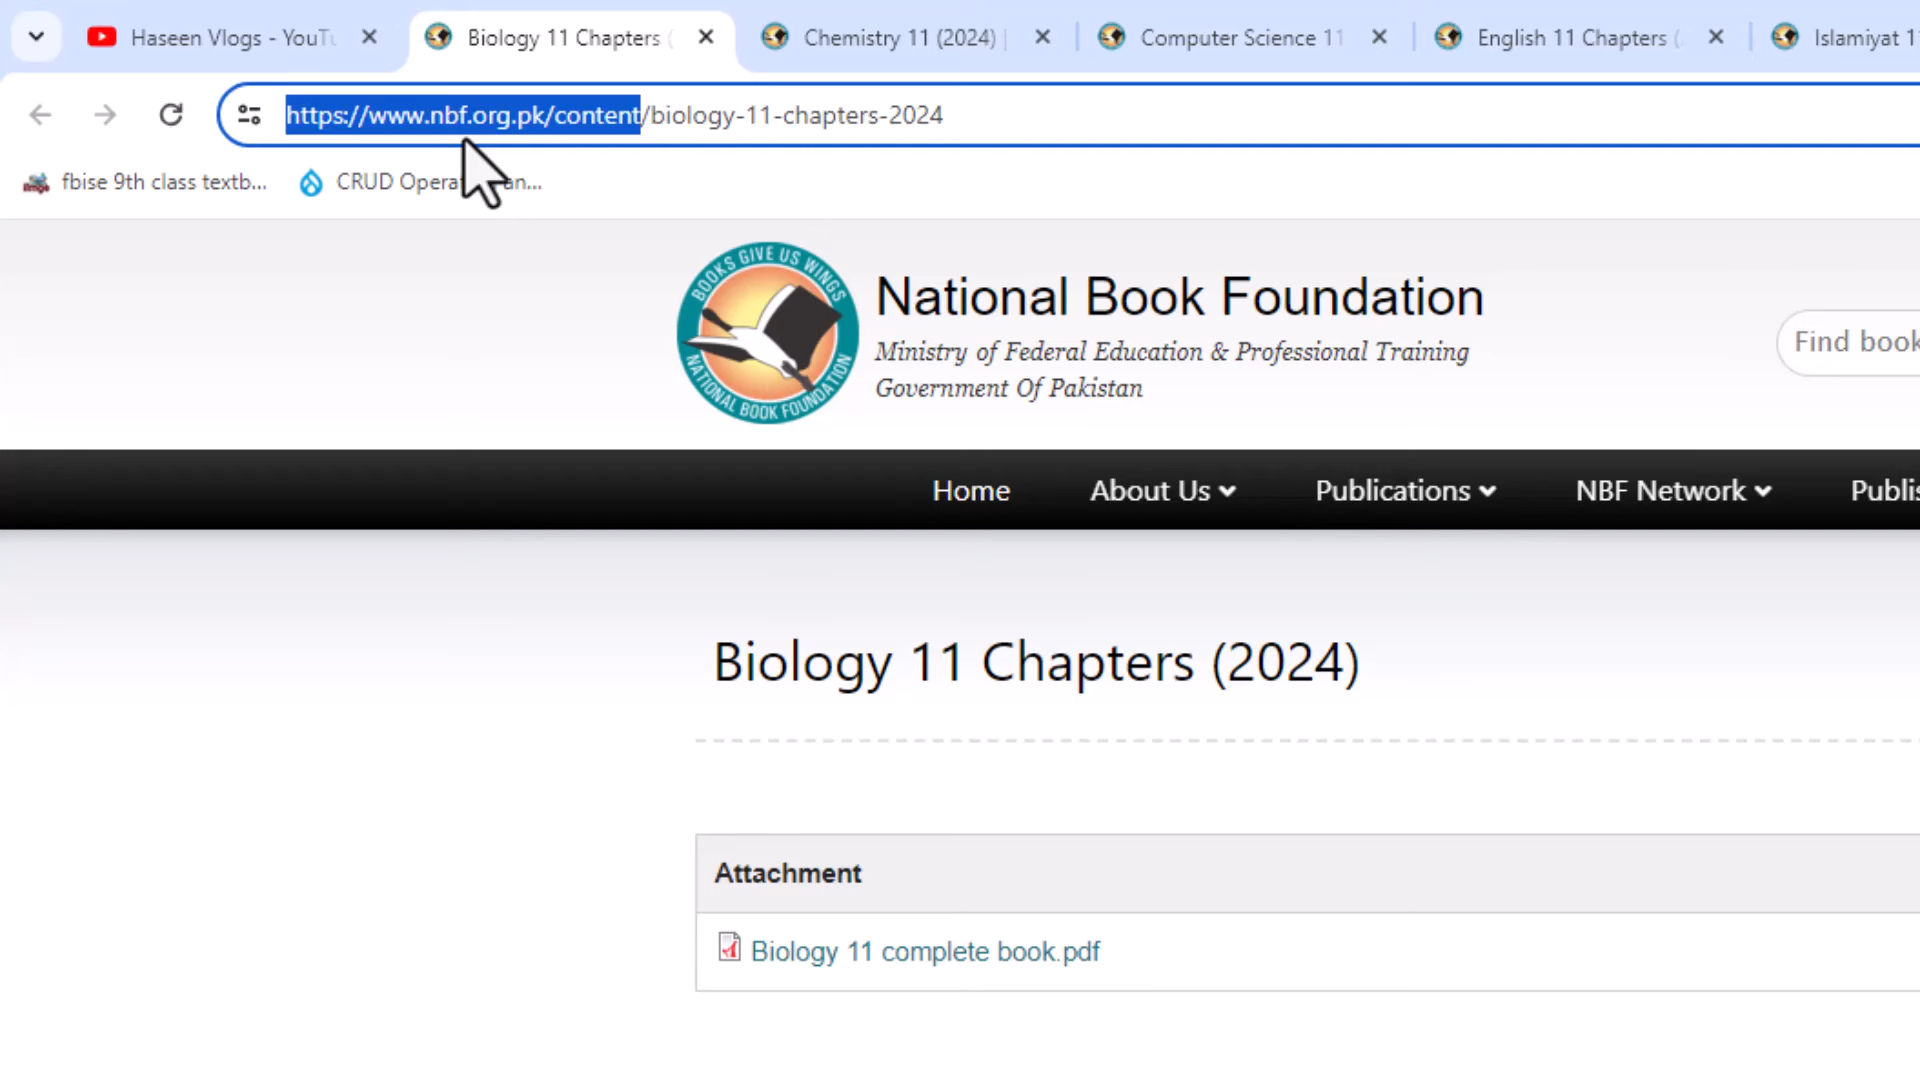 Haseen Vlogs - YouTu
Biology 11 Chapters (
Chemistry 11 (2024) |
Computer Science 11
English 11 Chapters (
Islamiyat 1
https://www.nbf.org.pk/content/biology-11-chapters-2024
fbise 9th class textb...
CRUD Opera an...
BOOKS GIVE US WINGS
NATIONAL BOOK FOUNDATION
National Book Foundation
Ministry of Federal Education & Professional Training
Government Of Pakistan
Find book
Home
About Us
Publications
NBF Network
Publis
Biology 11 Chapters (2024)
Attachment
Biology 11 complete book.pdf